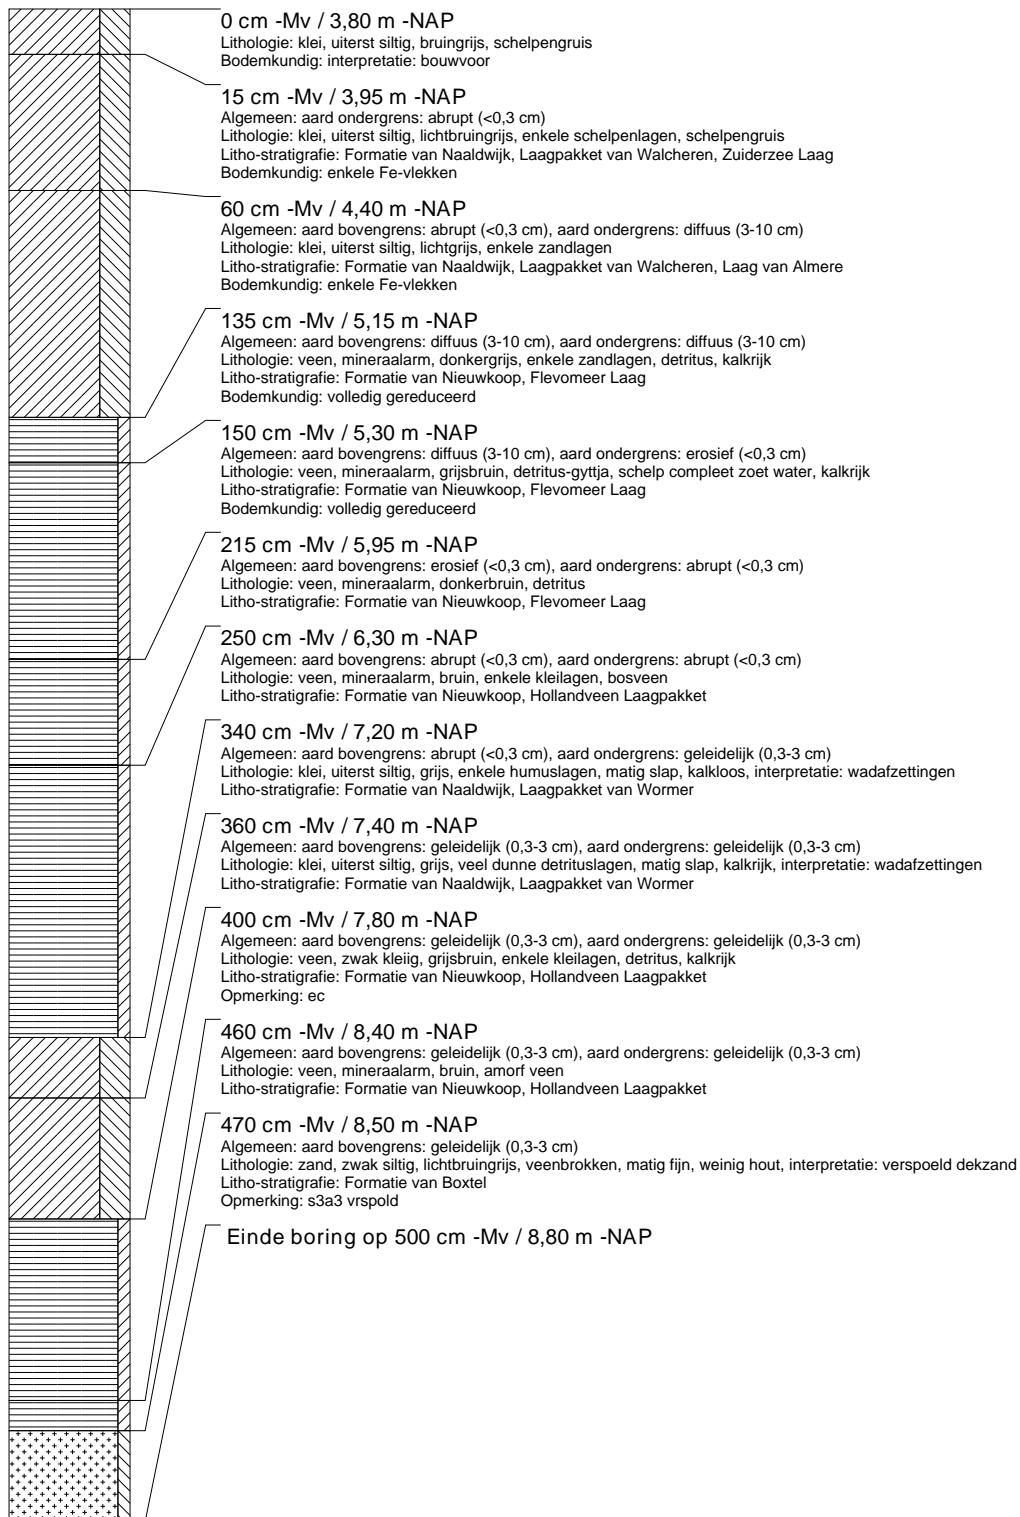 0 cm -Mv / 3,80 m -NAP
Lithologie: klei, uiterst siltig, bruingrijs, schelpengruis
Bodemkundig: interpretatie: bouwvoor
15 cm -Mv / 3,95 m -NAP
Algemeen: aard ondergrens: abrupt (<0,3 cm)
Lithologie: klei, uiterst siltig, lichtbruingrijs, enkele schelpenlagen, schelpengruis
Litho-stratigrafie: Formatie van Naaldwijk, Laagpakket van Walcheren, Zuiderzee Laag
Bodemkundig: enkele Fe-vlekken
60 cm -Mv / 4,40 m -NAP
Algemeen: aard bovengrens: abrupt (<0,3 cm), aard ondergrens: diffuus (3-10 cm)
Lithologie: klei, uiterst siltig, lichtgrijs, enkele zandlagen
Litho-stratigrafie: Formatie van Naaldwijk, Laagpakket van Walcheren, Laag van Almere
Bodemkundig: enkele Fe-vlekken
135 cm -Mv / 5,15 m -NAP
Algemeen: aard bovengrens: diffuus (3-10 cm), aard ondergrens: diffuus (3-10 cm)
Lithologie: veen, mineraalarm, donkergrijs, enkele zandlagen, detritus, kalkrijk
Litho-stratigrafie: Formatie van Nieuwkoop, Flevomeer Laag
Bodemkundig: volledig gereduceerd
150 cm -Mv / 5,30 m -NAP
Algemeen: aard bovengrens: diffuus (3-10 cm), aard ondergrens: erosief (<0,3 cm)
Lithologie: veen, mineraalarm, grijsbruin, detritus-gyttja, schelp compleet zoet water, kalkrijk
Litho-stratigrafie: Formatie van Nieuwkoop, Flevomeer Laag
Bodemkundig: volledig gereduceerd
215 cm -Mv / 5,95 m -NAP
Algemeen: aard bovengrens: erosief (<0,3 cm), aard ondergrens: abrupt (<0,3 cm)
Lithologie: veen, mineraalarm, donkerbruin, detritus
Litho-stratigrafie: Formatie van Nieuwkoop, Flevomeer Laag
250 cm -Mv / 6,30 m -NAP
Algemeen: aard bovengrens: abrupt (<0,3 cm), aard ondergrens: abrupt (<0,3 cm)
Lithologie: veen, mineraalarm, bruin, enkele kleilagen, bosveen
Litho-stratigrafie: Formatie van Nieuwkoop, Hollandveen Laagpakket
340 cm -Mv / 7,20 m -NAP
Algemeen: aard bovengrens: abrupt (<0,3 cm), aard ondergrens: geleidelijk (0,3-3 cm)
Lithologie: klei, uiterst siltig, grijs, enkele humuslagen, matig slap, kalkloos, interpretatie: wadafzettingen
Litho-stratigrafie: Formatie van Naaldwijk, Laagpakket van Wormer
360 cm -Mv / 7,40 m -NAP
Algemeen: aard bovengrens: geleidelijk (0,3-3 cm), aard ondergrens: geleidelijk (0,3-3 cm)
Lithologie: klei, uiterst siltig, grijs, veel dunne detrituslagen, matig slap, kalkrijk, interpretatie: wadafzettingen
Litho-stratigrafie: Formatie van Naaldwijk, Laagpakket van Wormer
400 cm -Mv / 7,80 m -NAP
Algemeen: aard bovengrens: geleidelijk (0,3-3 cm), aard ondergrens: geleidelijk (0,3-3 cm)
Lithologie: veen, zwak kleiig, grijsbruin, enkele kleilagen, detritus, kalkrijk
Litho-stratigrafie: Formatie van Nieuwkoop, Hollandveen Laagpakket
Opmerking: ec
460 cm -Mv / 8,40 m -NAP
Algemeen: aard bovengrens: geleidelijk (0,3-3 cm), aard ondergrens: geleidelijk (0,3-3 cm)
Lithologie: veen, mineraalarm, bruin, amorf veen
Litho-stratigrafie: Formatie van Nieuwkoop, Hollandveen Laagpakket
470 cm -Mv / 8,50 m -NAP
Algemeen: aard bovengrens: geleidelijk (0,3-3 cm)
Lithologie: zand, zwak siltig, lichtbruingrijs, veenbrokken, matig fijn, weinig hout, interpretatie: verspoeld dekzand
Litho-stratigrafie: Formatie van Boxtel
Opmerking: s3a3 vrspold
Einde boring op 500 cm -Mv / 8,80 m -NAP